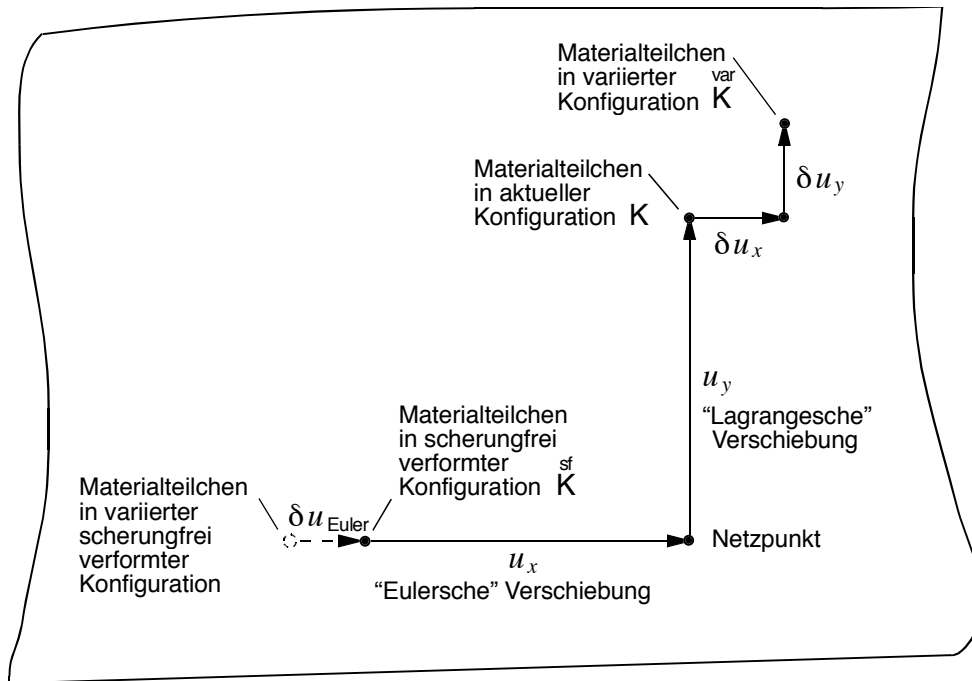 Materialteilchen
in variierter
Konfiguration K var
δu_y
Materialteilchen
in aktueller
Konfiguration K
δu_x
u_y
“Lagrangesche”
Verschiebung
Materialteilchen
in scherungfrei
verformter
Konfiguration K sf
Materialteilchen
in variierter
scherungfrei
verformter
Konfiguration
δu_Euler
u_x
“Eulersche” Verschiebung
Netzpunkt